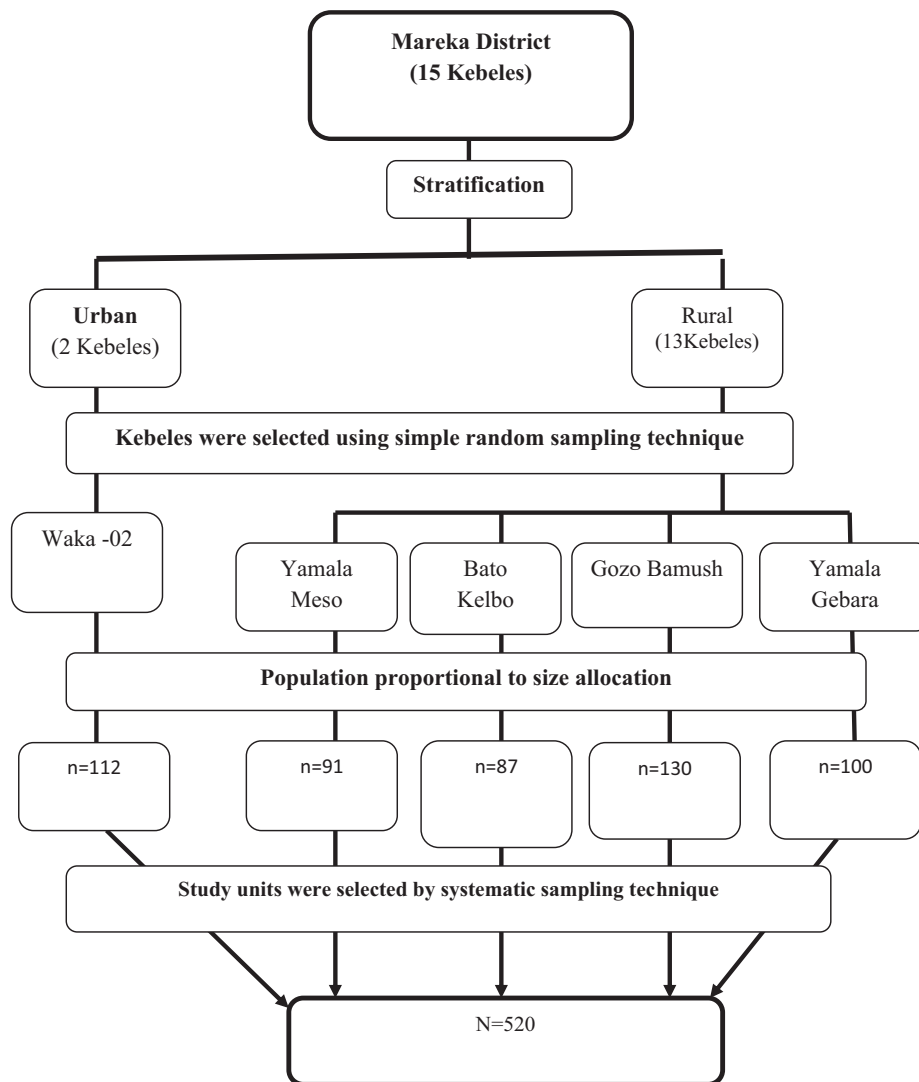 Mareka District
(15 Kebeles)
Stratification
Urban
(2 Kebeles)
Rural
(13Kebeles)
Kebeles were selected using simple random sampling technique
Waka -02
Yamala
Meso
Bato
Kelbo
Gozo Bamush
Yamala
Gebara
Population proportional to size allocation
n=112
n=91
n=87
n=130
n=100
Study units were selected by systematic sampling technique
N=520